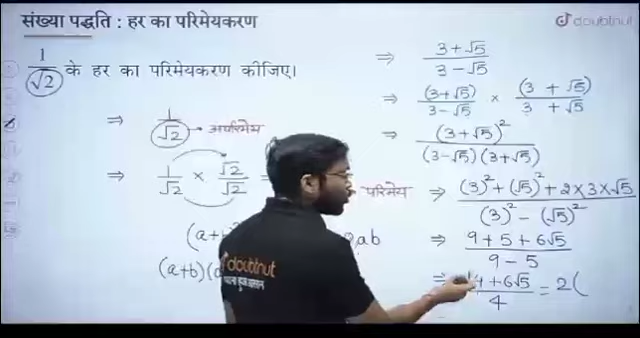 संख्या पद्धति : हर का परिमेयकरण
doubtnut
1/√2 के हर का परिमेयकरण कीजिए।
⇒ 1/√2 → अपरिमेय
⇒ 1/√2 × √2/√2 =
परिमेय
(a+b
ab
(a+b)(
⇒ (3+√5)/(3-√5)
⇒ (3+√5)/(3-√5) × (3+√5)/(3+√5)
⇒ (3+√5)²/((3-√5)(3+√5))
⇒ ((3)²+(√5)²+2×3×√5)/((3)²-(√5)²)
⇒ (9+5+6√5)/(9-5)
⇒ 4+6√5/4 = 2(
doubtnut